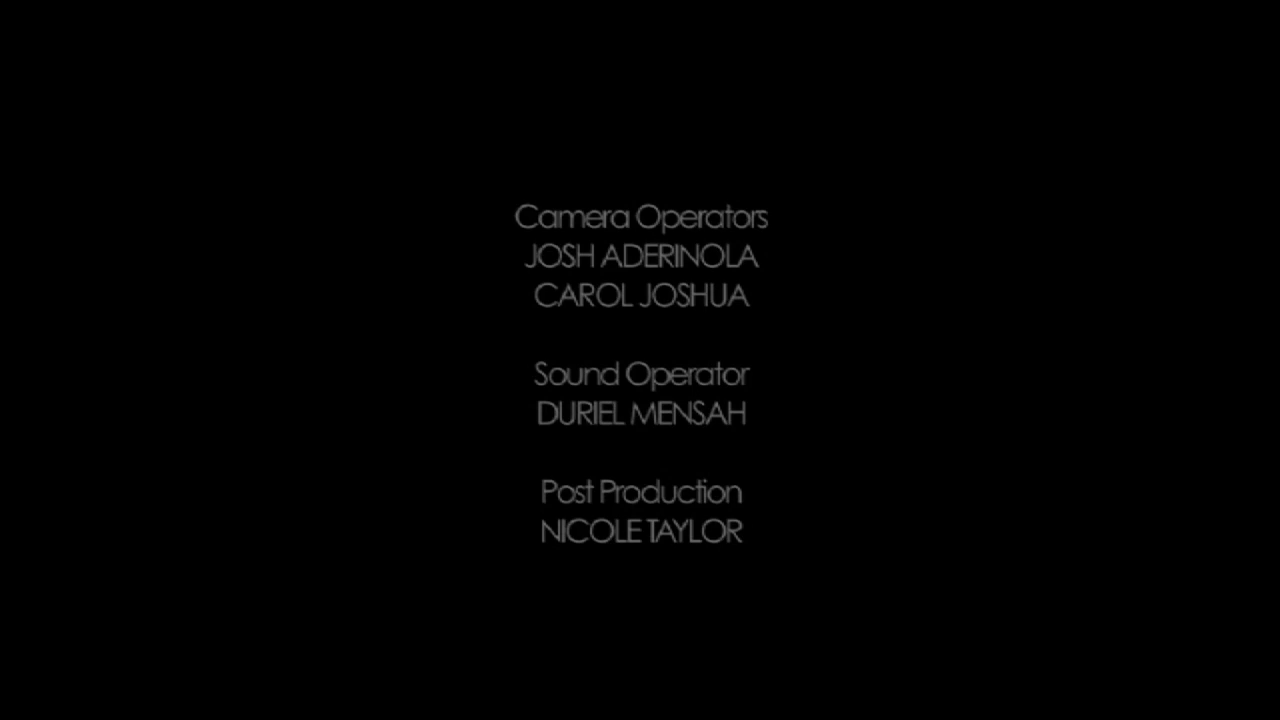 Camera Operators
JOSH ADERINOLA
CAROL JOSHUA
Sound Operator
DURIEL MENSAH
Post Production
NICOLE TAYLOR